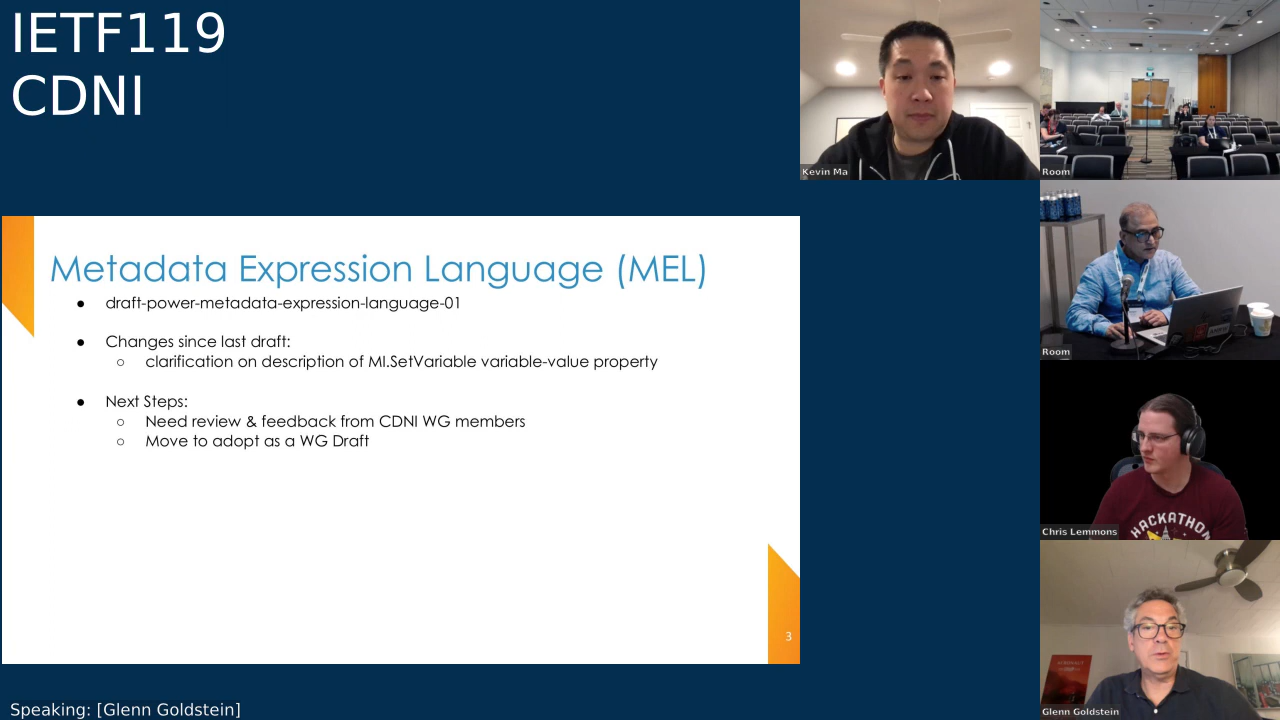 IETF119
CDNI
Metadata Expression Language (MEL)
● draft-power-metadata-expression-language-01
● Changes since last draft:
○ clarification on description of MI.SetVariable variable-value property
● Next Steps:
○ Need review & feedback from CDNI WG members
○ Move to adopt as a WG Draft
3
Speaking: [Glenn Goldstein]
Kevin Ma
Room
Room
HACKATHON
Chris Lemmons
Glenn Goldstein